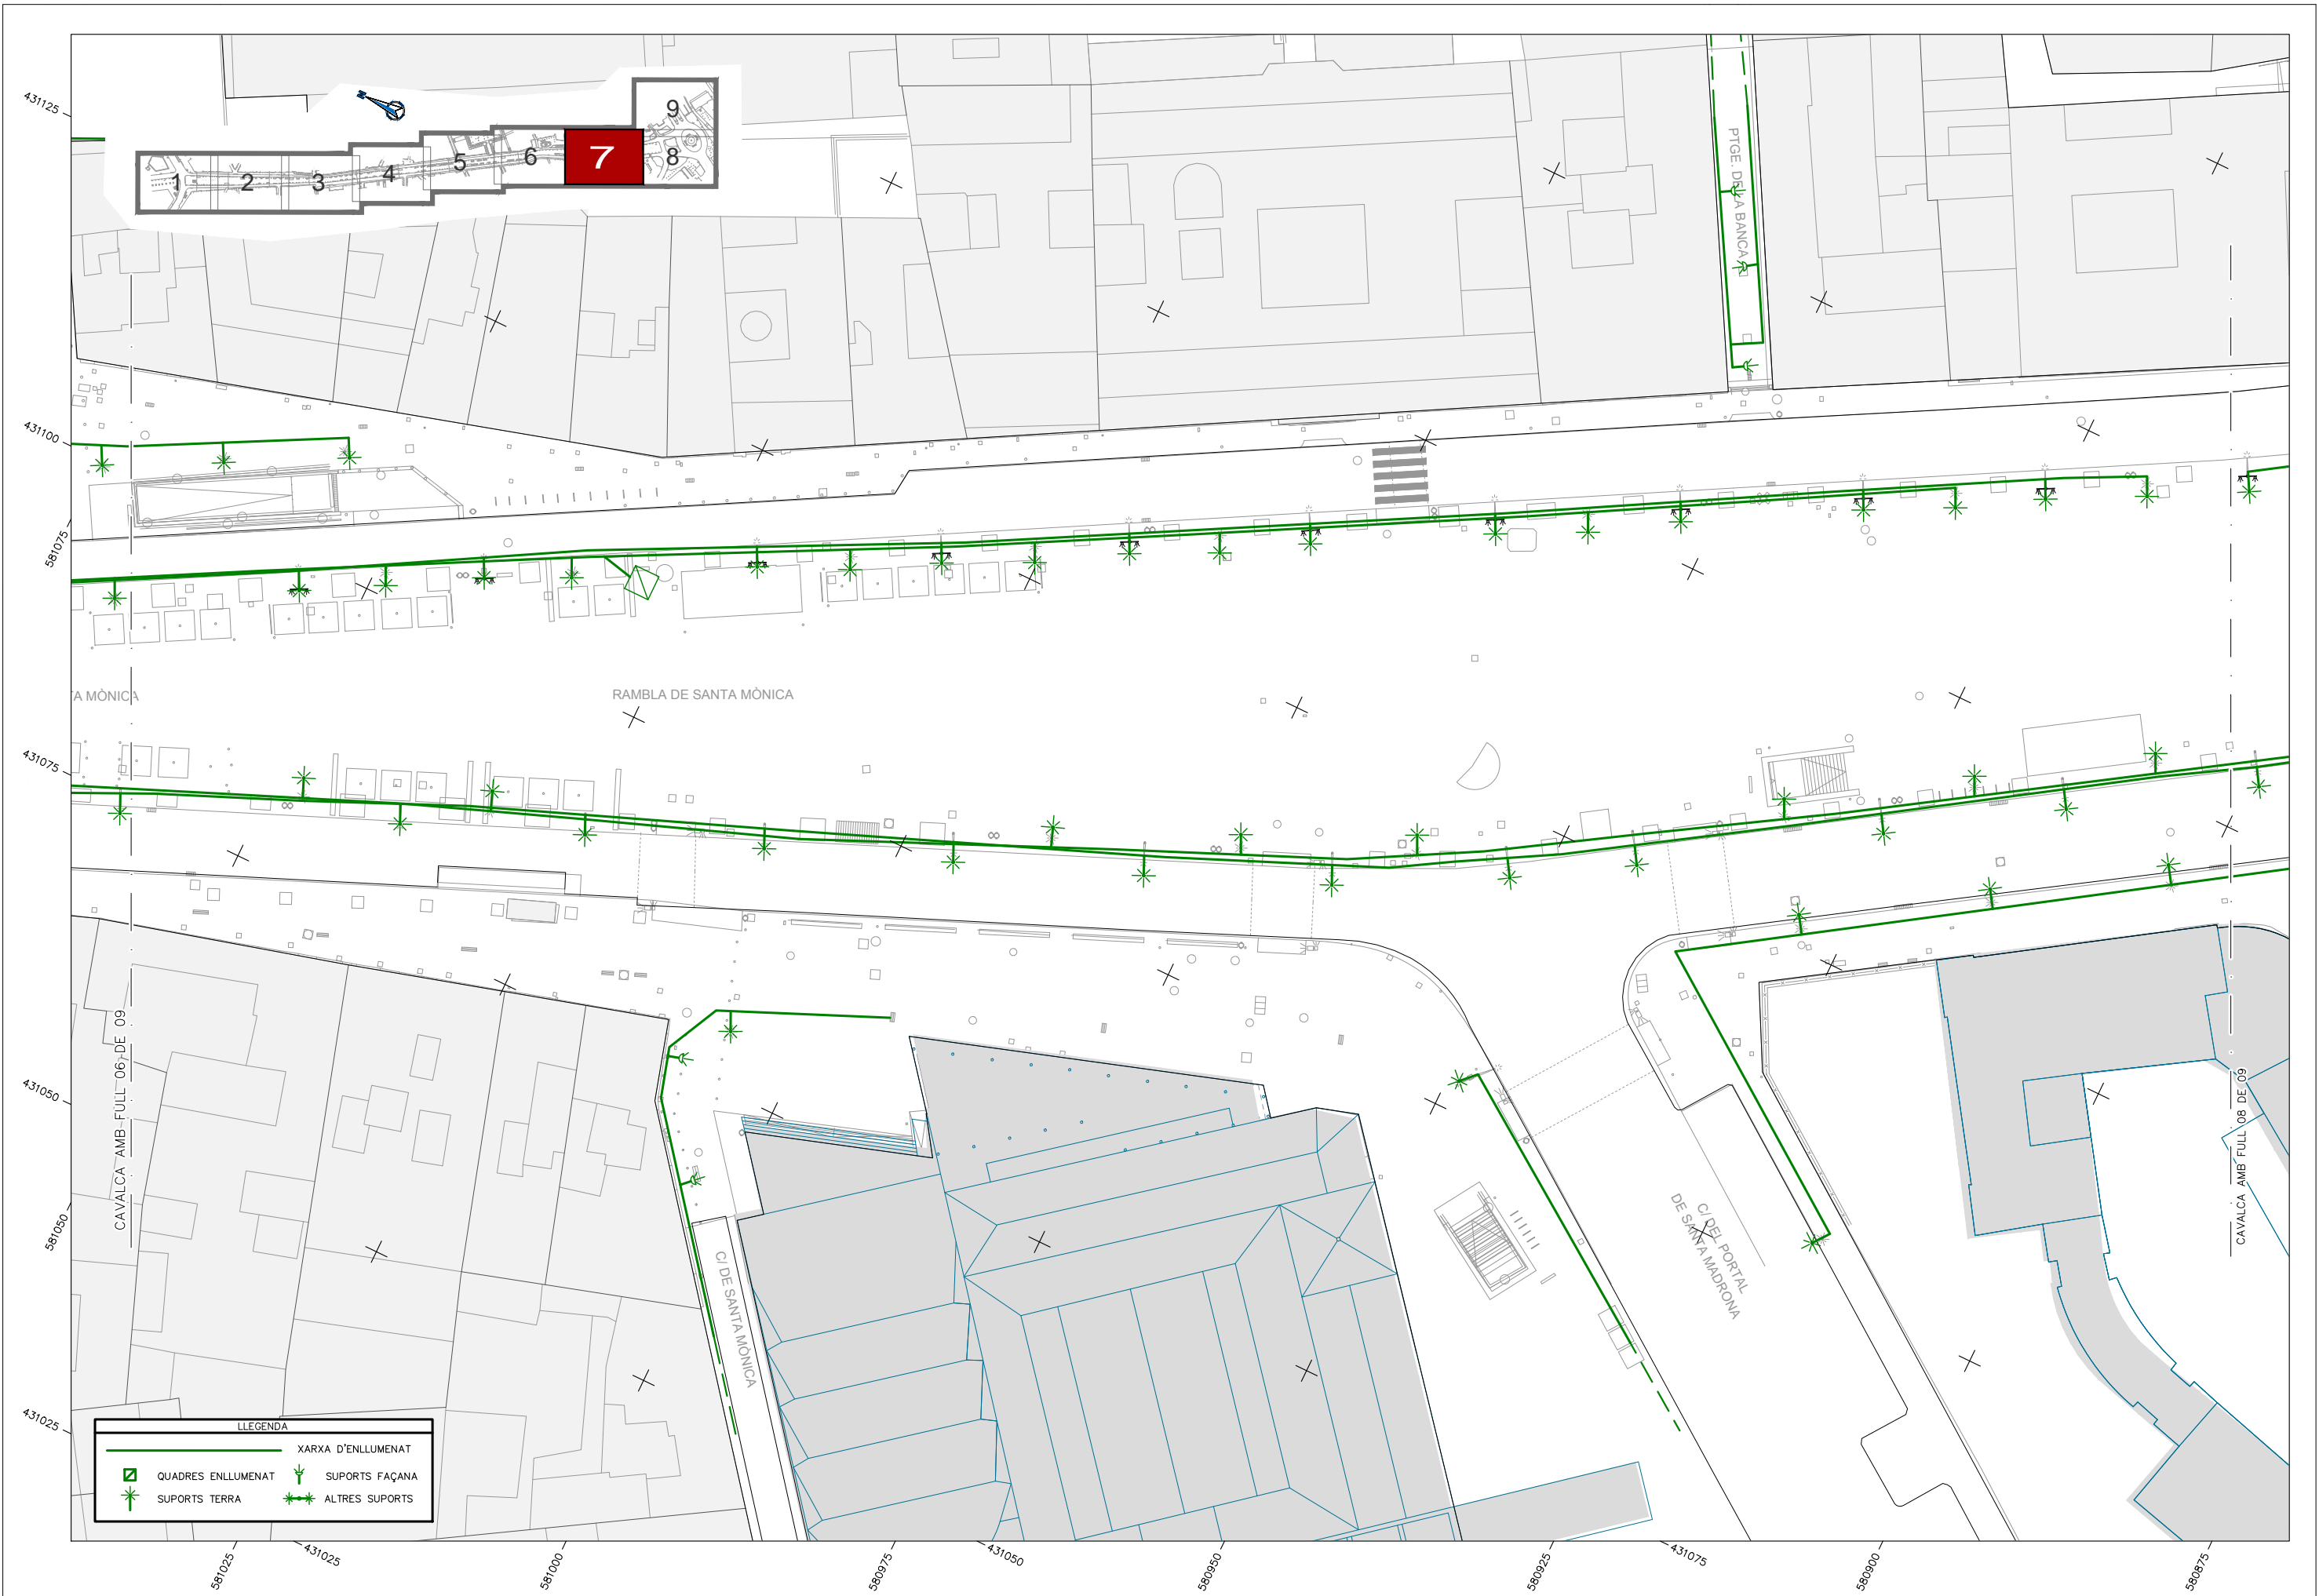 431125
431100
581075
431075
431050
581050
431025
1
2
3
4
5
6
7
8
9
PTGE. DE LA BANCA
TA MÒNICA
RAMBLA DE SANTA MÒNICA
CAVALCA AMB FULL 06 DE 09
CAVALCA AMB FULL 08 DE 09
C/ DE SANTA MÒNICA
C/ DEL PORTAL
DE SANTA MADRONA
LLEGENDA
XARXA D'ENLLUMENAT
QUADRES ENLLUMENAT
SUPORTS FAÇANA
SUPORTS TERRA
ALTRES SUPORTS
581025
431025
581000
580975
431050
580950
580925
431075
580900
580875